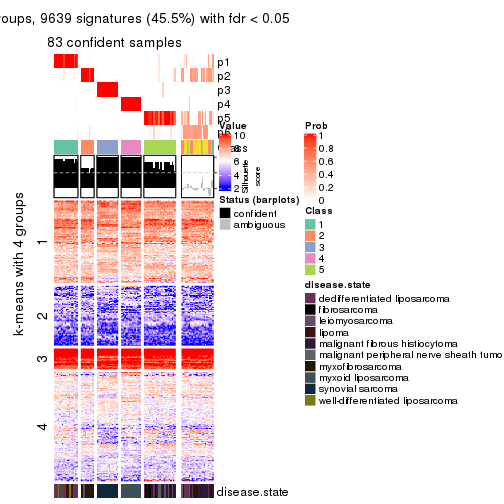 oups, 9639 signatures (45.5%) with fdr < 0.05
83 confident samples
p1
p2
p3
p4
p5
p6
Class
k-means with 4 groups
1
2
3
4
Value
10
8
6
4
2
Silhouette
score
Status (barplots)
confident
ambiguous
Prob
1
0.8
0.6
0.4
0.2
0
Class
1
2
3
4
5
disease.state
dedifferentiated liposarcoma
fibrosarcoma
leiomyosarcoma
lipoma
malignant fibrous histiocytoma
malignant peripheral nerve sheath tumo
myxofibrosarcoma
myxoid liposarcoma
synovial sarcoma
well-differentiated liposarcoma
disease.state